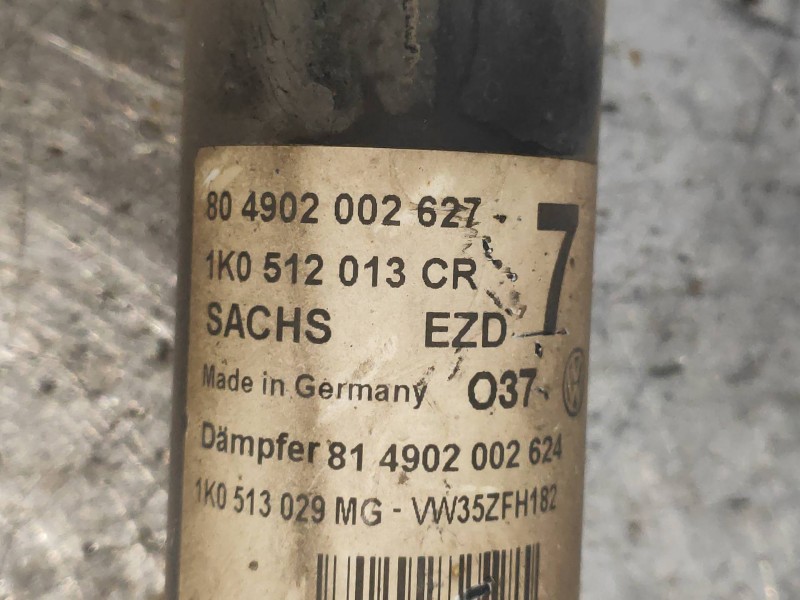 80 4902 002 627 7
1K0 512 013 CR
SACHS EZD
Made in Germany O37
Dämpfer 81 4902 002 624
1K0 513 029 MG - VW35ZFH182